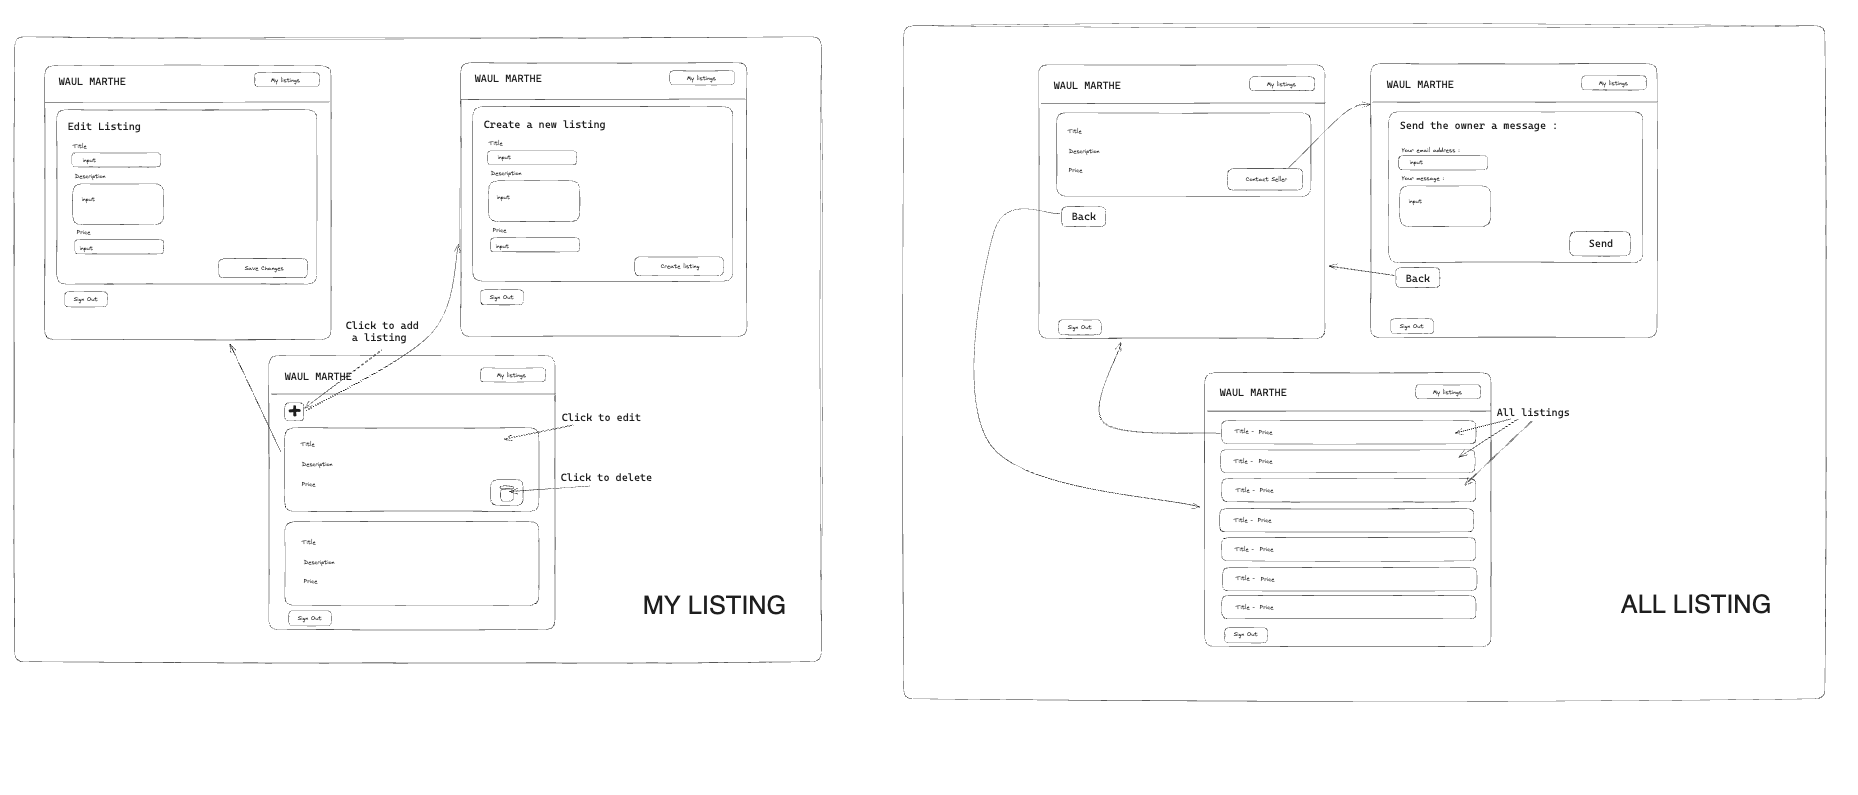 WAUL MARTHE
My listings
Edit Listing
Title
input
Description
input
Price
input
Save Changes
Sign Out
WAUL MARTHE
My listings
Create a new listing
Title
input
Description
input
Price
input
Create listing
Sign Out
Click to add
a listing
WAUL MARTHE
My listings
Title
Description
Price
Title
Description
Price
Sign Out
Click to edit
Click to delete
MY LISTING
WAUL MARTHE
My listings
Title
Description
Price
Contact Seller
Back
Sign Out
WAUL MARTHE
My listings
Send the owner a message :
Your email address :
input
Your message :
input
Send
Back
Sign Out
WAUL MARTHE
My listings
All listings
Title - Price
Title - Price
Title - Price
Title - Price
Title - Price
Title - Price
Title - Price
Sign Out
ALL LISTING